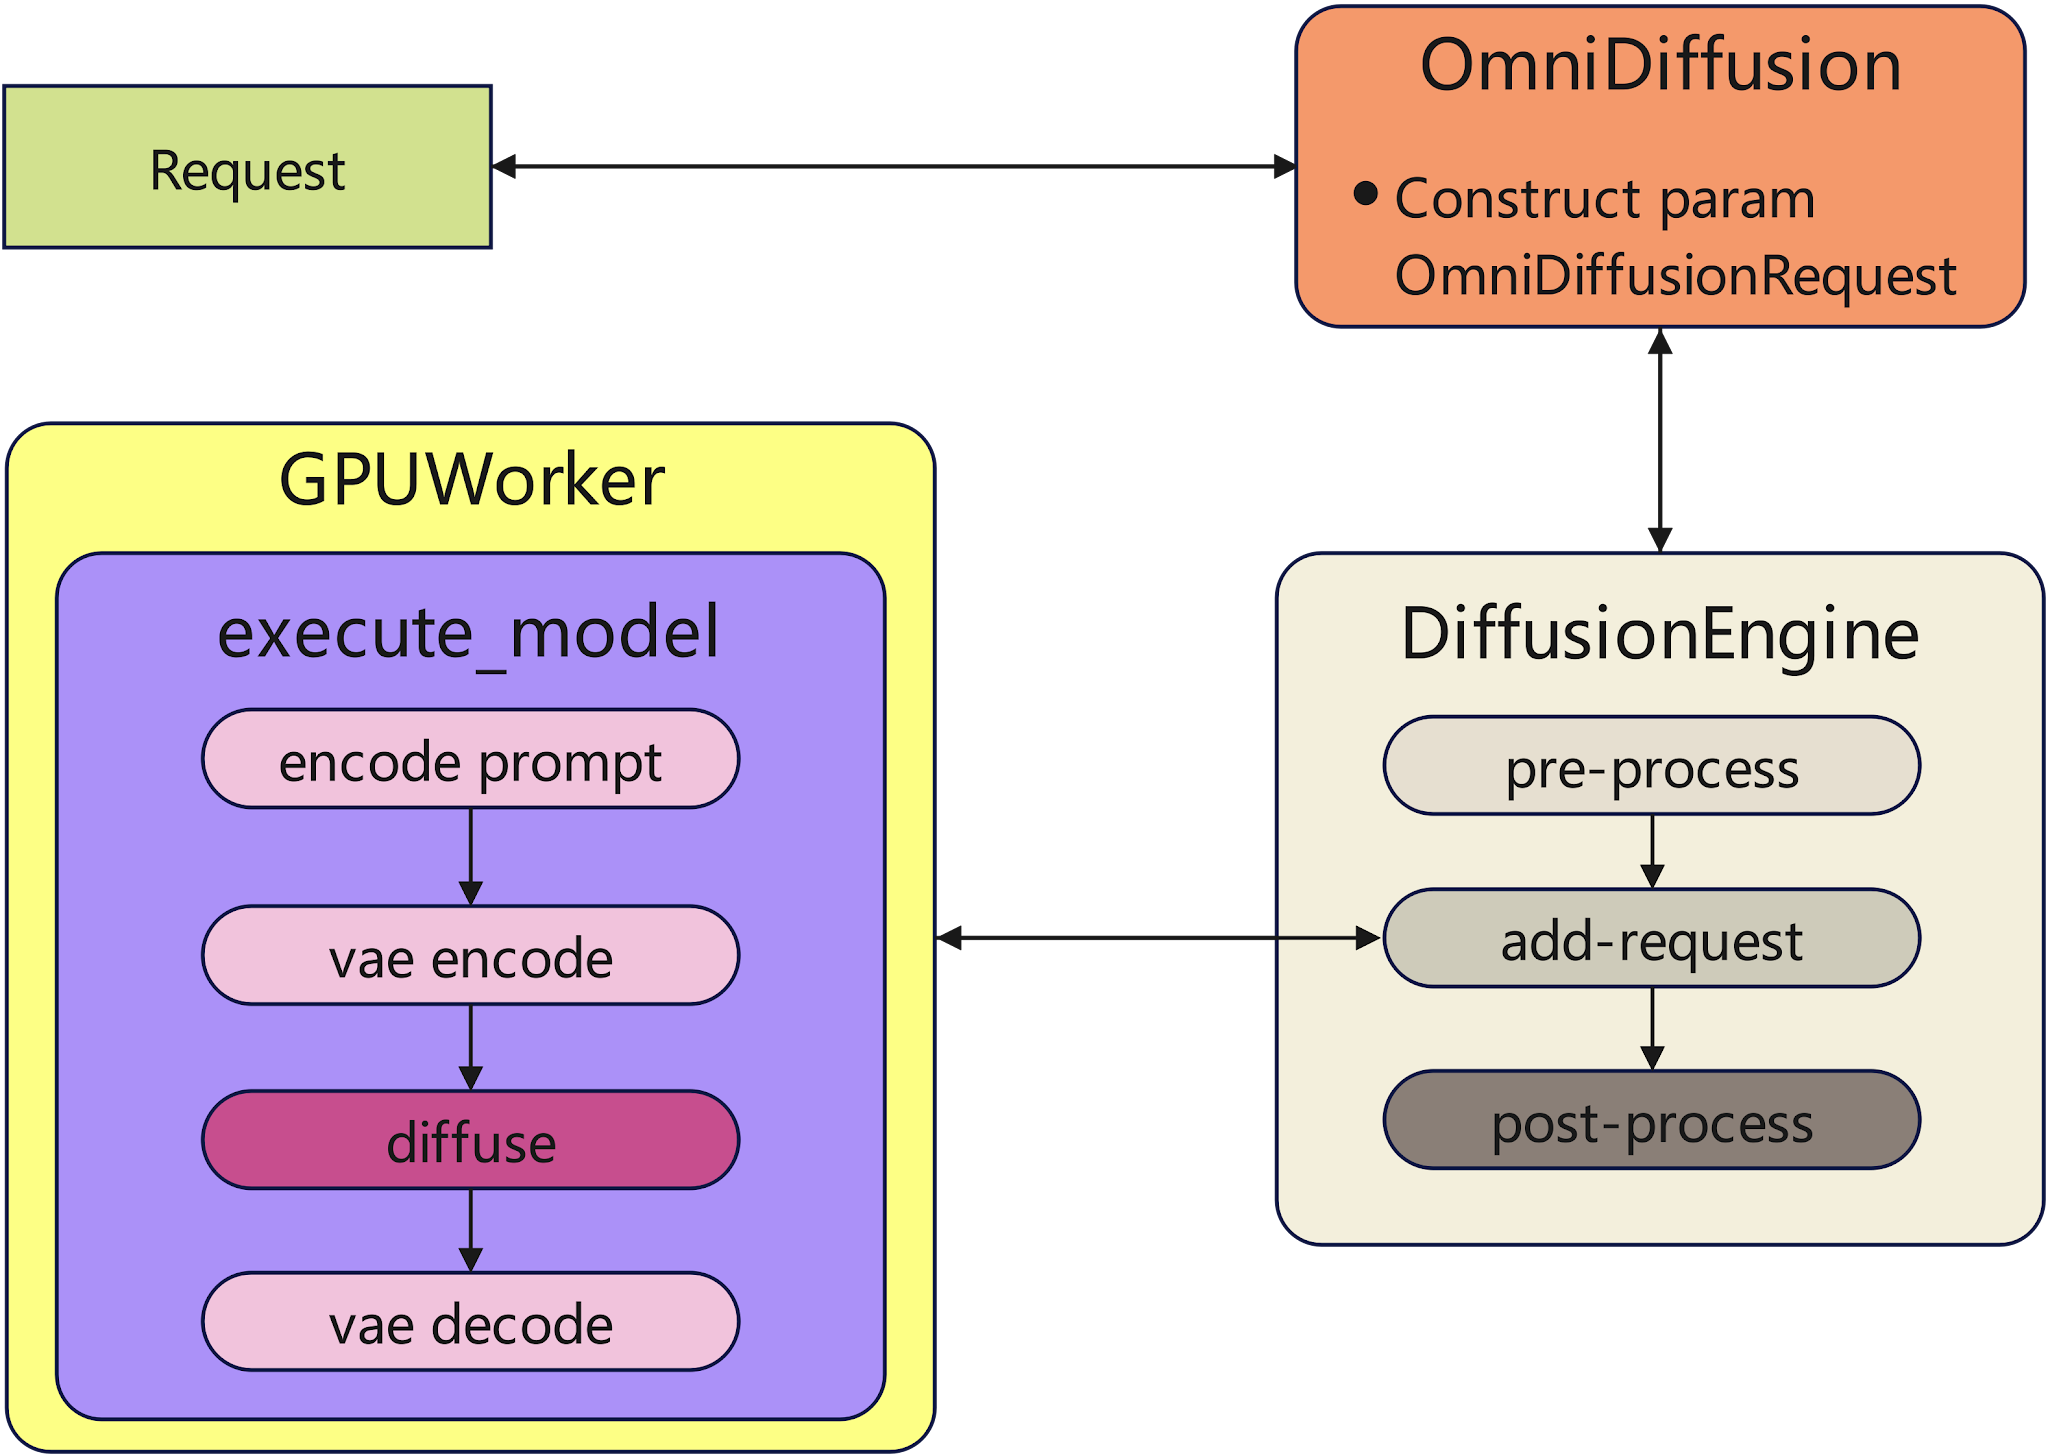 Request
OmniDiffusion
Construct param
OmniDiffusionRequest
GPUWorker
execute_model
encode prompt
vae encode
diffuse
vae decode
DiffusionEngine
pre-process
add-request
post-process